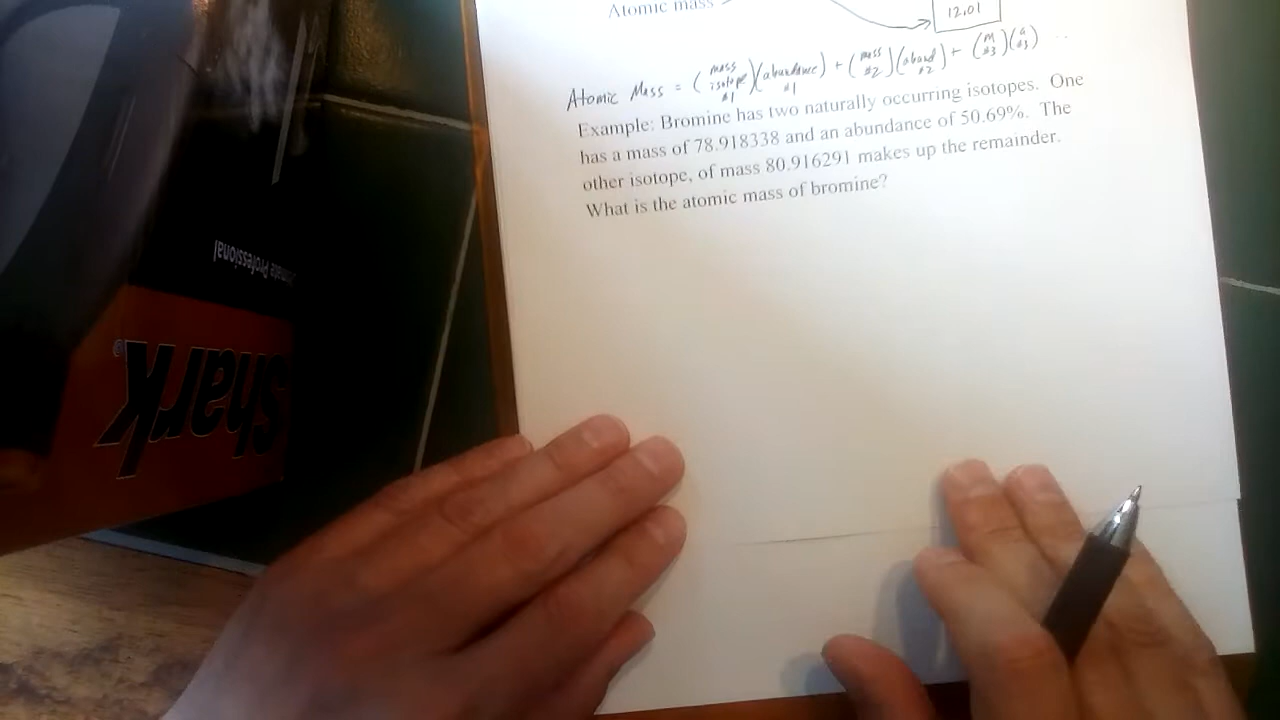 Atomic mass
12.01
Atomic Mass = (mass isotope #1)(abundance #1) + (mass #2)(abund #2) + (M #3)(a #3) ...
Example: Bromine has two naturally occurring isotopes. One
has a mass of 78.918338 and an abundance of 50.69%. The
other isotope, of mass 80.916291 makes up the remainder.
What is the atomic mass of bromine?
Professional
Shark®